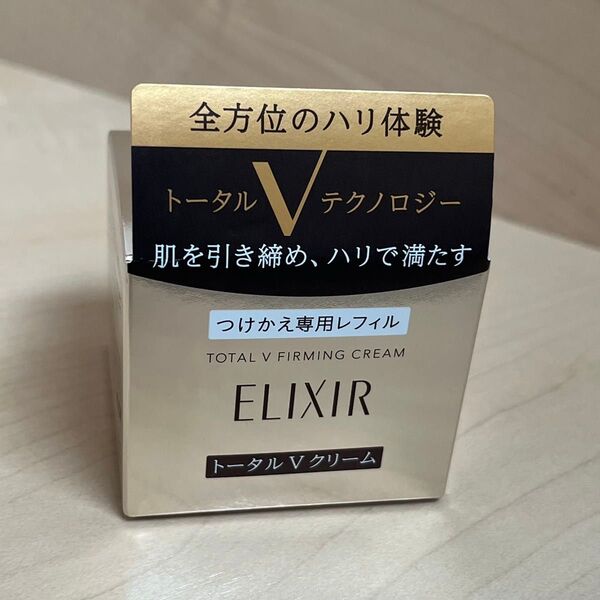 全方位のハリ体験
トータル V テクノロジー
肌を引き締め、ハリで満たす
つけかえ専用レフィル
TOTAL V FIRMING CREAM
ELIXIR
トータル V クリーム